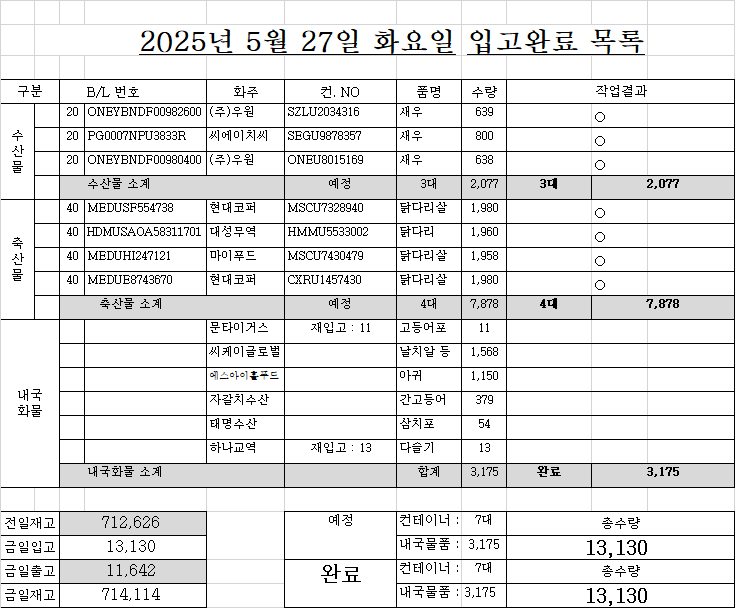 2025년 5월 27일 화요일 입고완료 목록
구분 B/L 번호 화주 컨. NO 품명 수량 작업결과
수산물
20 ONEYBNDF00982600 (주)우원 SZLU2034316 새우 639 ○
20 PG0007NPU3833R 씨에이치씨 SEGU9878357 새우 800 ○
20 ONEYBNDF00980400 (주)우원 ONEU8015169 새우 638 ○
수산물 소계 예정 3대 2,077 3대 2,077
축산물
40 MEDUSF554738 현대코퍼 MSCU7328940 닭다리살 1,980 ○
40 HDMUSAOA58311701 대성무역 HMMU5533002 닭다리 1,960 ○
40 MEDUHI247121 마이푸드 MSCU7430479 닭다리살 1,958 ○
40 MEDUE8743670 현대코퍼 CXRU1457430 닭다리살 1,980 ○
축산물 소계 예정 4대 7,878 4대 7,878
내국화물
문타이거스 재입고 : 11 고등어포 11
씨케이글로벌 날치알 등 1,568
에스아이홀푸드 아귀 1,150
자갈치수산 간고등어 379
태명수산 삼치포 54
하나교역 재입고 : 13 다슬기 13
내국화물 소계 합계 3,175 완료 3,175
전일재고 712,626 예정 컨테이너 : 7대 총수량
금일입고 13,130 내국물품 : 3,175 13,130
금일출고 11,642 완료 컨테이너 : 7대 총수량
금일재고 714,114 내국물품 : 3,175 13,130